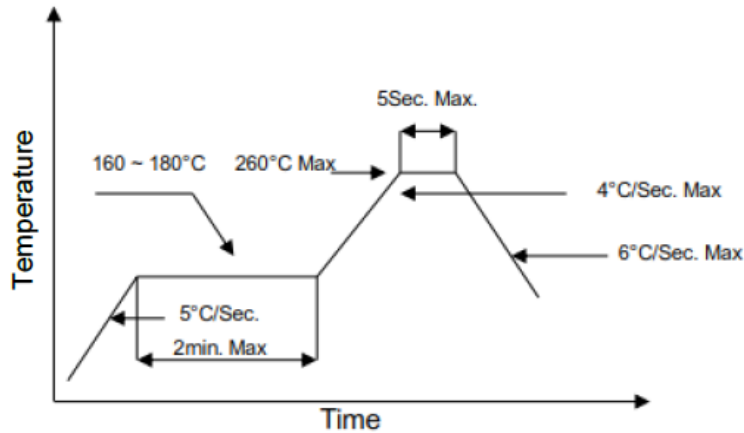 5Sec. Max.
160 ~ 180°C
260°C Max
4°C/Sec. Max
6°C/Sec. Max
5°C/Sec.
2min. Max
Temperature
Time